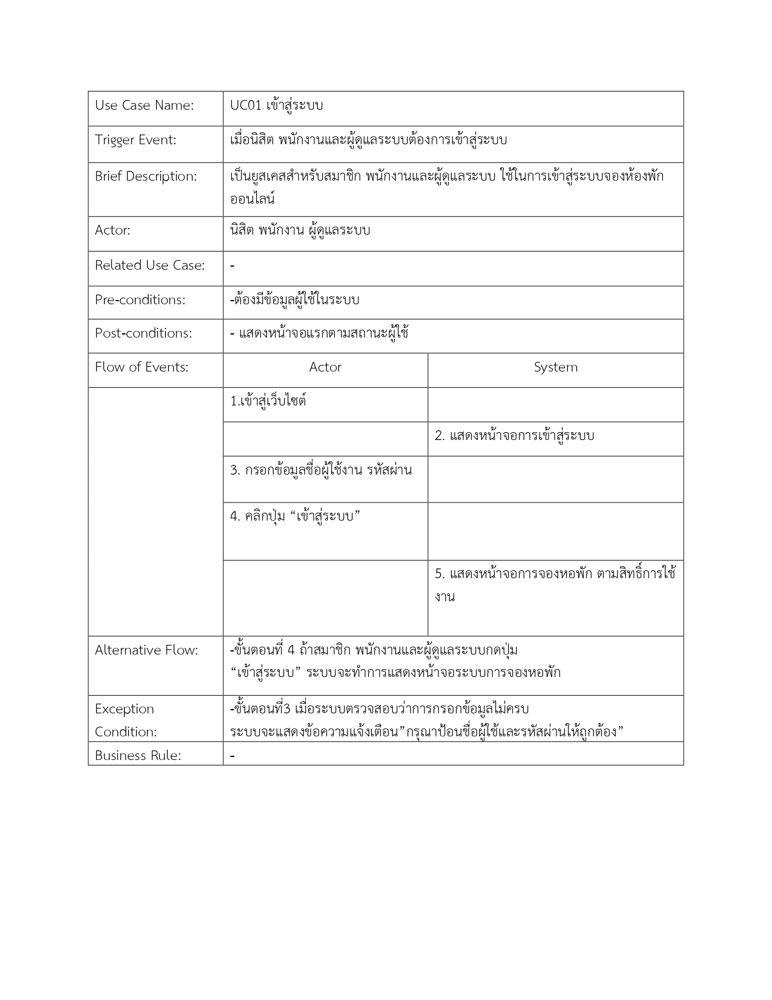 Use Case Name: UC01 เข้าสู่ระบบ
Trigger Event: เมื่อนิสิต พนักงานและผู้ดูแลระบบต้องการเข้าสู่ระบบ
Brief Description: เป็นยูสเคสสำหรับสมาชิก พนักงานและผู้ดูแลระบบ ใช้ในการเข้าสู่ระบบจองห้องพัก
ออนไลน์
Actor: นิสิต พนักงาน ผู้ดูแลระบบ
Related Use Case: -
Pre-conditions: -ต้องมีข้อมูลผู้ใช้ในระบบ
Post-conditions: - แสดงหน้าจอแรกตามสถานะผู้ใช้
Flow of Events: Actor System
1.เข้าสู่เว็บไซต์
2. แสดงหน้าจอการเข้าสู่ระบบ
3. กรอกข้อมูลชื่อผู้ใช้งาน รหัสผ่าน
4. คลิกปุ่ม “เข้าสู่ระบบ”
5. แสดงหน้าจอการจองหอพัก ตามสิทธิ์การใช้
งาน
Alternative Flow: -ขั้นตอนที่ 4 ถ้าสมาชิก พนักงานและผู้ดูแลระบบกดปุ่ม
“เข้าสู่ระบบ” ระบบจะทำการแสดงหน้าจอระบบการจองหอพัก
Exception -ขั้นตอนที่3 เมื่อระบบตรวจสอบว่าการกรอกข้อมูลไม่ครบ
Condition: ระบบจะแสดงข้อความแจ้งเตือน”กรุณาป้อนชื่อผู้ใช้และรหัสผ่านให้ถูกต้อง”
Business Rule: -